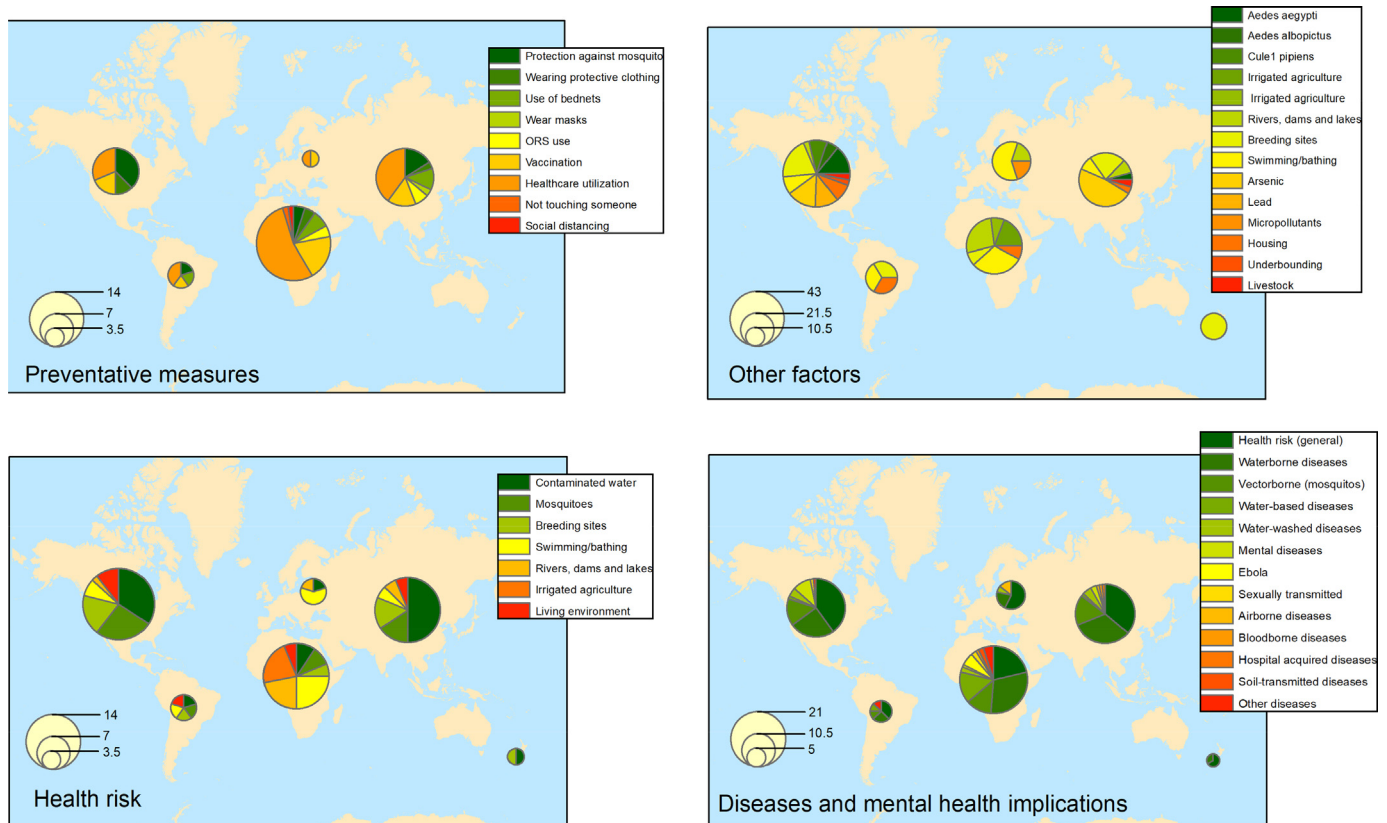 Protection against mosquito
Wearing protective clothing
Use of bednets
Wear masks
ORS use
Vaccination
Healthcare utilization
Not touching someone
Social distancing
14
7
3.5
Preventative measures
Aedes aegypti
Aedes albopictus
Cule1 pipiens
Irrigated agriculture
Irrigated agriculture
Rivers, dams and lakes
Breeding sites
Swimming/bathing
Arsenic
Lead
Micropollutants
Housing
Underbounding
Livestock
43
21.5
10.5
Other factors
Contaminated water
Mosquitoes
Breeding sites
Swimming/bathing
Rivers, dams and lakes
Irrigated agriculture
Living environment
14
7
3.5
Health risk
Health risk (general)
Waterborne diseases
Vectorborne (mosquitos)
Water-based diseases
Water-washed diseases
Mental diseases
Ebola
Sexually transmitted
Airborne diseases
Bloodborne diseases
Hospital acquired diseases
Soil-transmitted diseases
Other diseases
21
10.5
5
Diseases and mental health implications